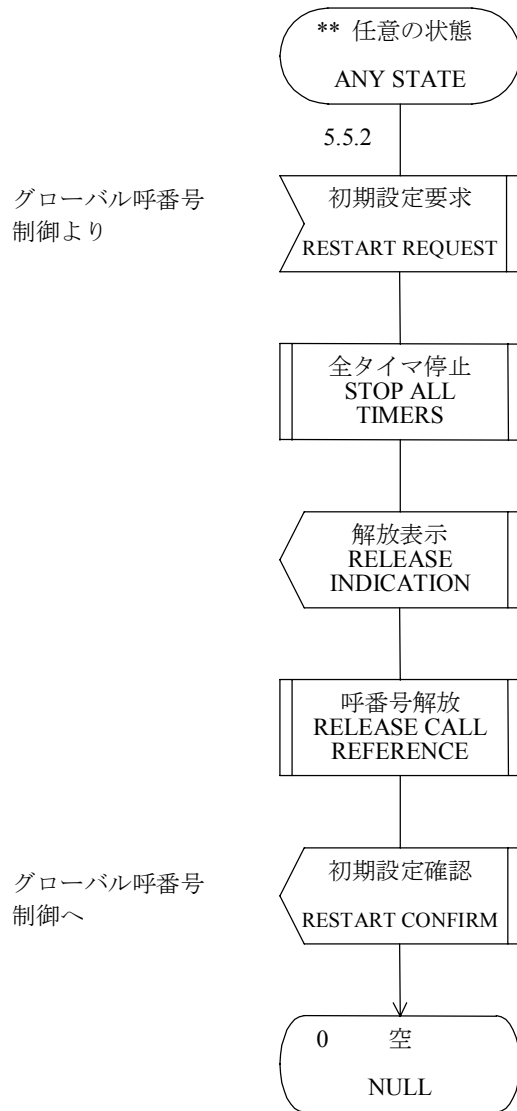 ** 任意の状態
ANY STATE
5.5.2
グローバル呼番号
制御より
初期設定要求
RESTART REQUEST
全タイマ停止
STOP ALL
TIMERS
解放表示
RELEASE
INDICATION
呼番号解放
RELEASE CALL
REFERENCE
グローバル呼番号
制御へ
初期設定確認
RESTART CONFIRM
0 空
NULL